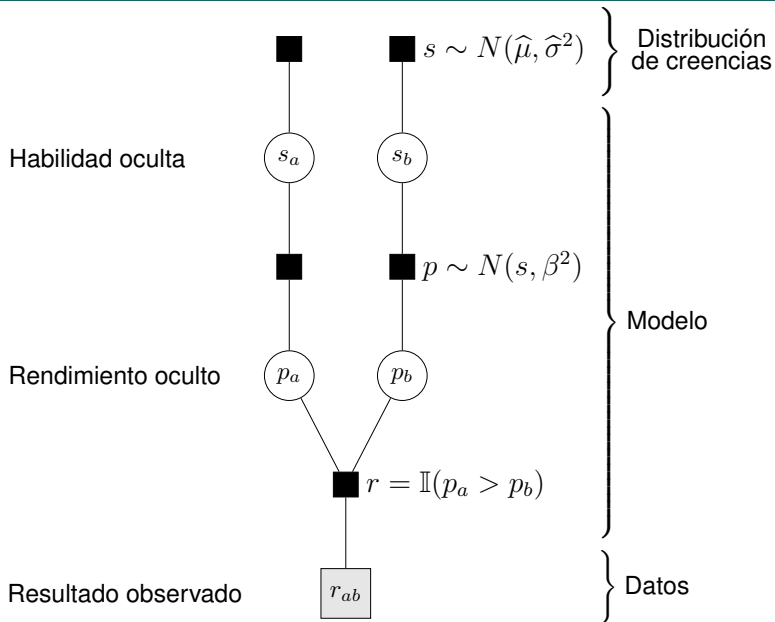 s ∼ N(μ̂, σ̂²)
Distribución
de creencias
Habilidad oculta
s_a
s_b
p ∼ N(s, β²)
Modelo
Rendimiento oculto
p_a
p_b
r = 𝕀(p_a > p_b)
Resultado observado
r_ab
Datos